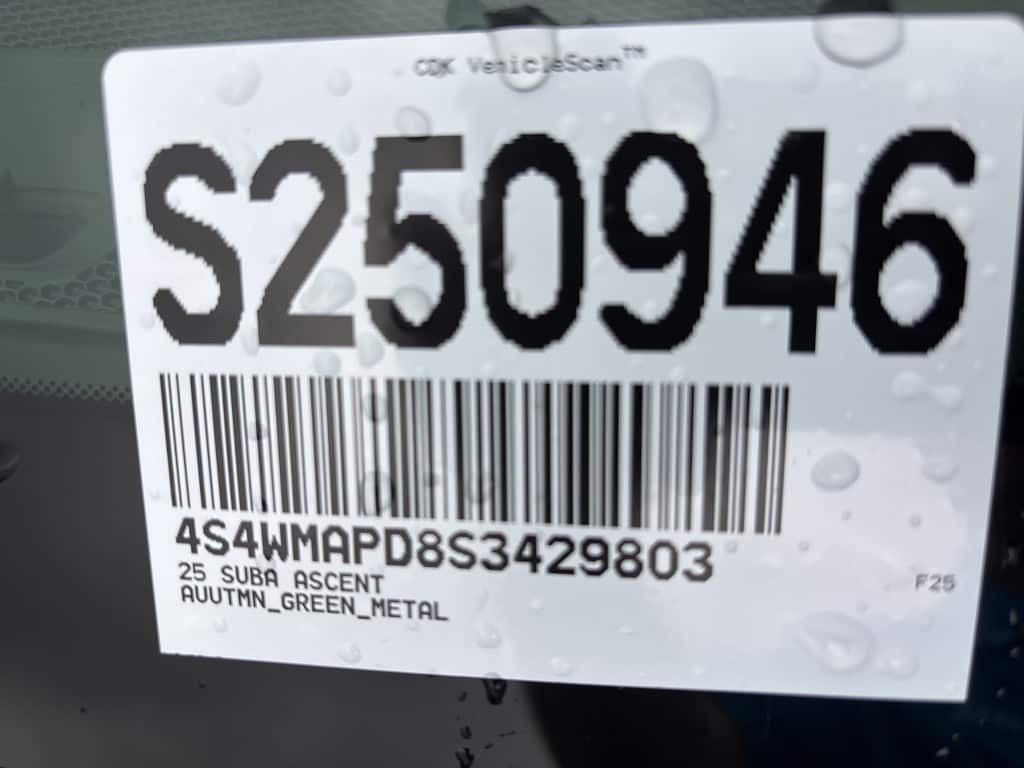 CDK VehicleScan™
S250946
4S4WMAPD8S3429803
25 SUBA ASCENT
AUUTMN_GREEN_METAL
F25